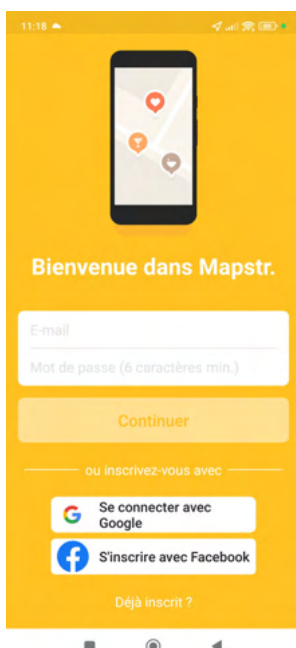 11:18
Bienvenue dans Mapstr.
E-mail
Mot de passe (6 caractères min.)
Continuer
ou inscrivez-vous avec
Se connecter avec
Google
S'inscrire avec Facebook
Déjà inscrit ?